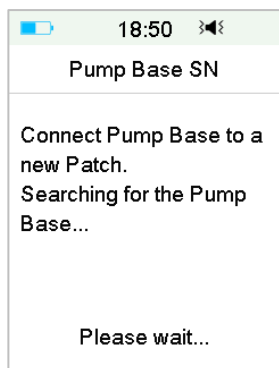 18:50
Pump Base SN
Connect Pump Base to a
new Patch.
Searching for the Pump
Base...
Please wait...